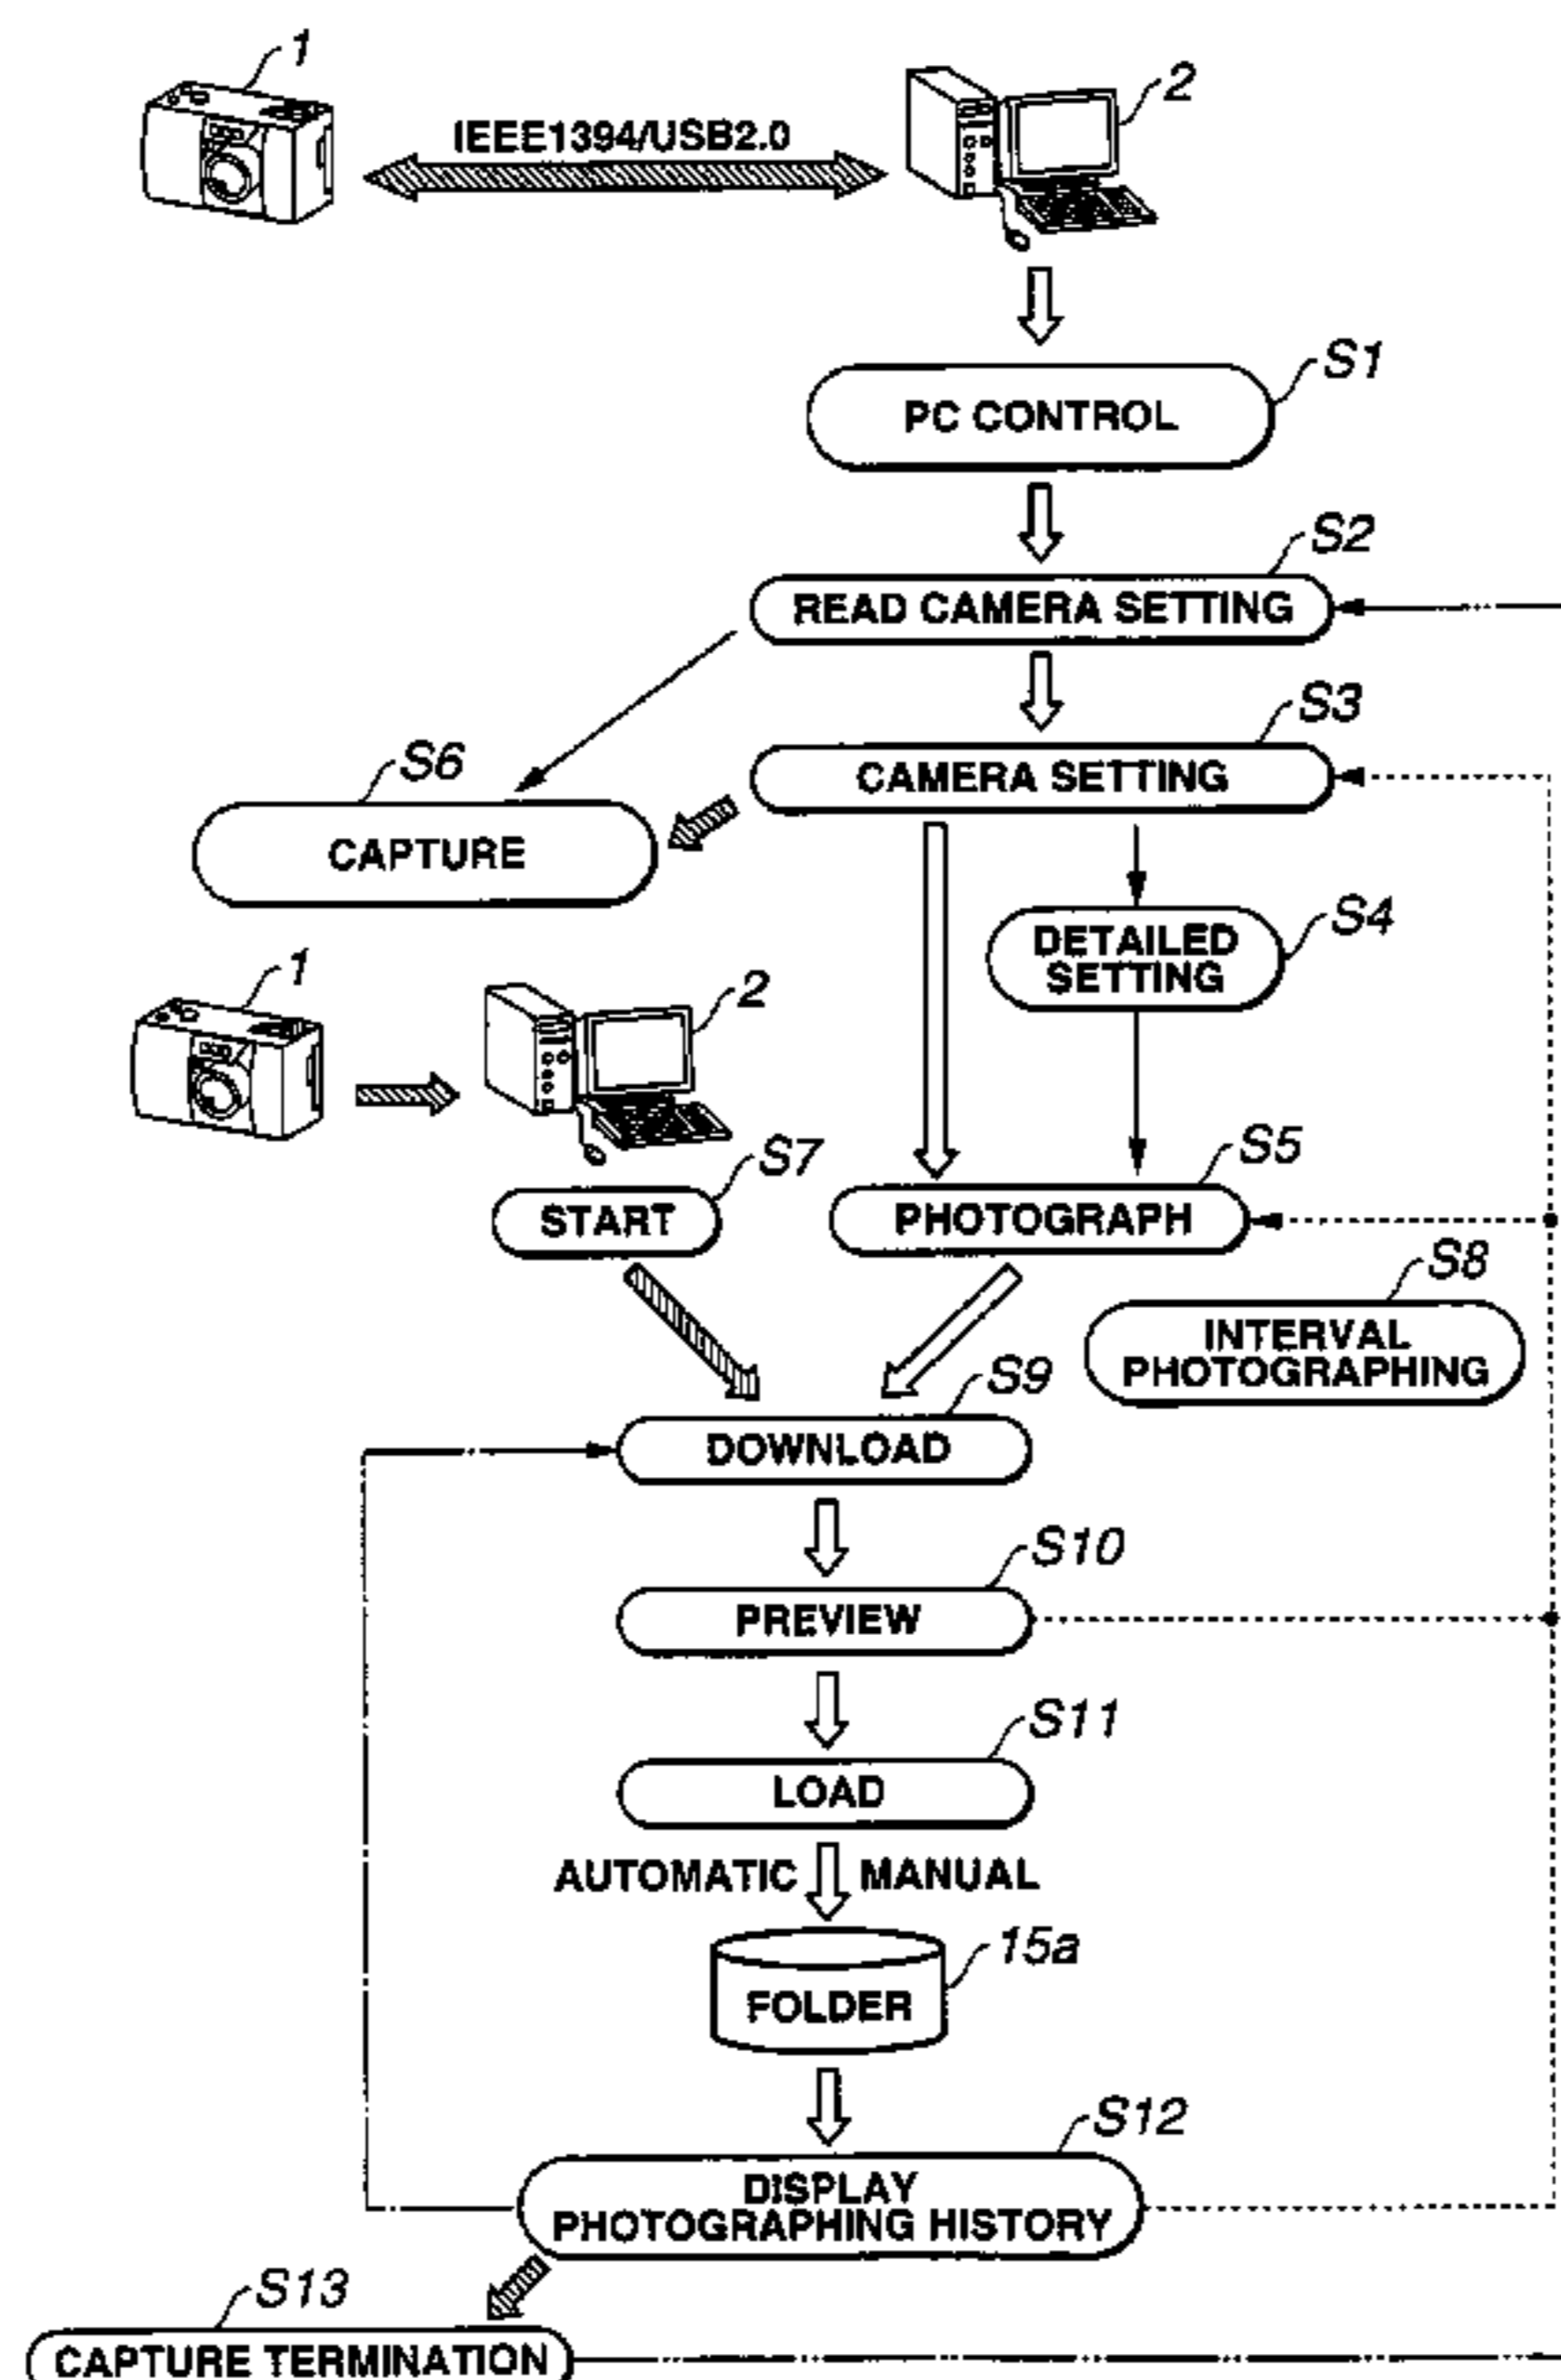 1
2
IEEE1394/USB2.0
S1
PC CONTROL
S2
READ CAMERA SETTING
S3
CAMERA SETTING
S6
CAPTURE
S4
DETAILED
SETTING
1
2
S7
START
S5
PHOTOGRAPH
S8
INTERVAL
PHOTOGRAPHING
S9
DOWNLOAD
S10
PREVIEW
S11
LOAD
AUTOMATIC MANUAL
15a
FOLDER
S12
DISPLAY
PHOTOGRAPHING HISTORY
S13
CAPTURE TERMINATION